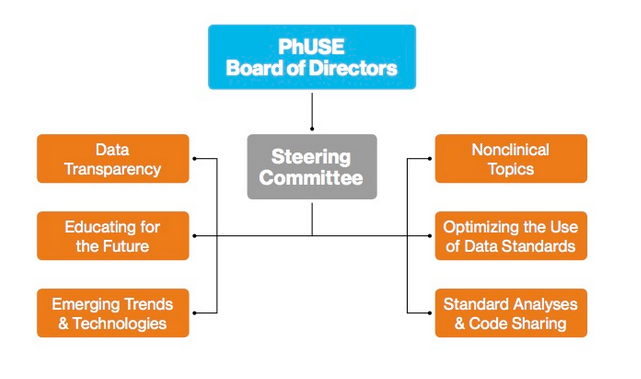 PhUSE
Board of Directors
Steering
Committee
Data
Transparency
Educating for
the Future
Emerging Trends
& Technologies
Nonclinical
Topics
Optimizing the Use
of Data Standards
Standard Analyses
& Code Sharing